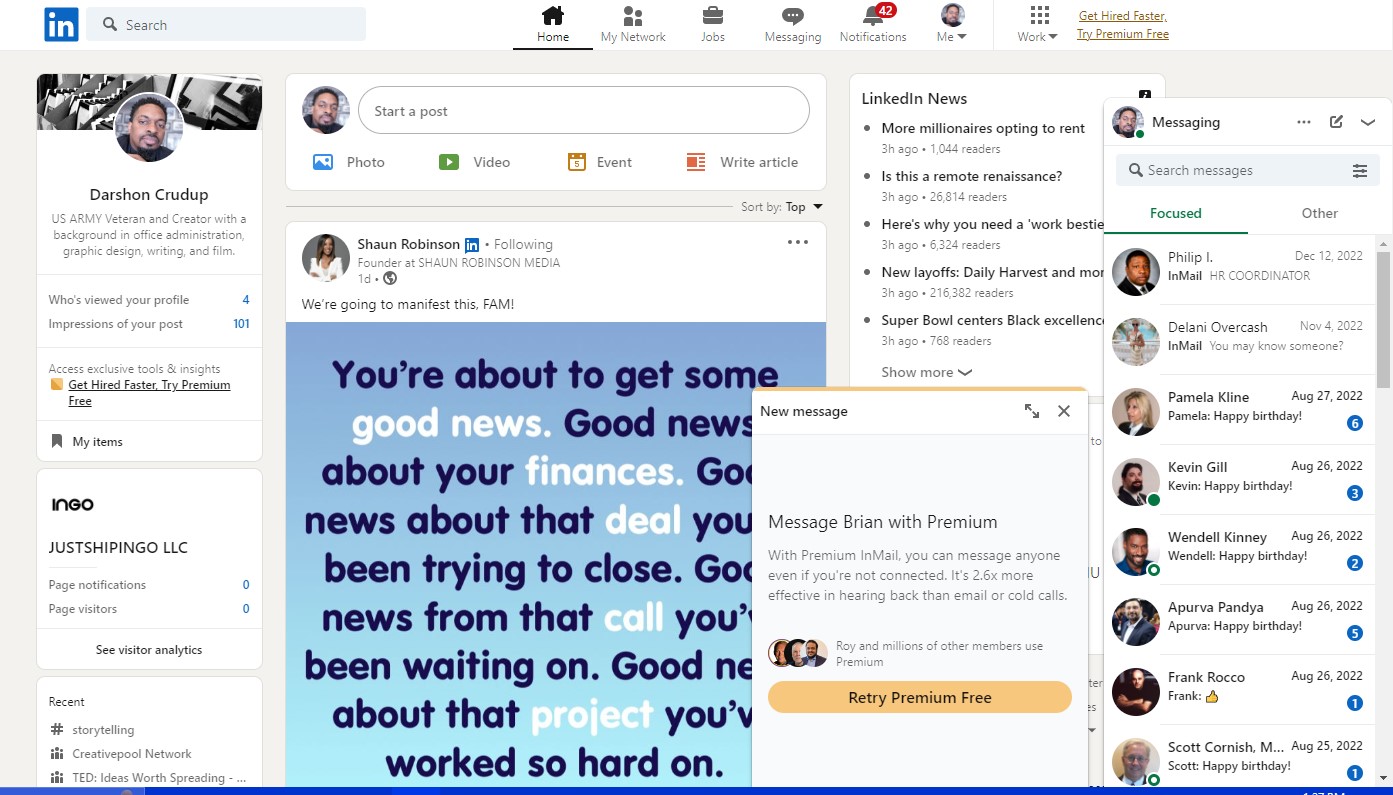 in
Search
Home
My Network
Jobs
Messaging
42
Notifications
Me
Work
Get Hired Faster,
Try Premium Free
Darshon Crudup
US ARMY Veteran and Creator with a
background in office administration,
graphic design, writing, and film.
Who's viewed your profile 4
Impressions of your post 101
Access exclusive tools & insights
Get Hired Faster, Try Premium
Free
My items
INGO
JUSTSHIPINGO LLC
Page notifications 0
Page visitors 0
See visitor analytics
Recent
# storytelling
Creativepool Network
TED: Ideas Worth Spreading - ...
Start a post
Photo
Video
5
Event
Write article
Sort by: Top
Shaun Robinson in • Following
Founder at SHAUN ROBINSON MEDIA
1d •
We're going to manifest this, FAM!
You're about to get some
good news. Good news
about your finances. Goo
news about that deal you
been trying to close. Goo
news from that call you'v
been waiting on. Good ne
about that project you'v
worked so hard on.
LinkedIn News
More millionaires opting to rent
3h ago • 1,044 readers
Is this a remote renaissance?
3h ago • 26,814 readers
Here's why you need a 'work bestie
3h ago • 6,324 readers
New layoffs: Daily Harvest and mor
3h ago • 216,382 readers
Super Bowl centers Black excellence
3h ago • 768 readers
Show more
to
New message
Message Brian with Premium
With Premium InMail, you can message anyone
even if you're not connected. It's 2.6x more
effective in hearing back than email or cold calls.
Roy and millions of other members use
Premium
Retry Premium Free
Messaging
Search messages
Focused
Other
Philip I. Dec 12, 2022
InMail HR COORDINATOR
Delani Overcash Nov 4, 2022
InMail You may know someone?
Pamela Kline Aug 27, 2022
Pamela: Happy birthday! 6
Kevin Gill Aug 26, 2022
Kevin: Happy birthday! 3
Wendell Kinney Aug 26, 2022
Wendell: Happy birthday! 2
Apurva Pandya Aug 26, 2022
Apurva: Happy birthday! 5
Frank Rocco Aug 26, 2022
Frank: 👍 1
Scott Cornish, M... Aug 25, 2022
Scott: Happy birthday! 1